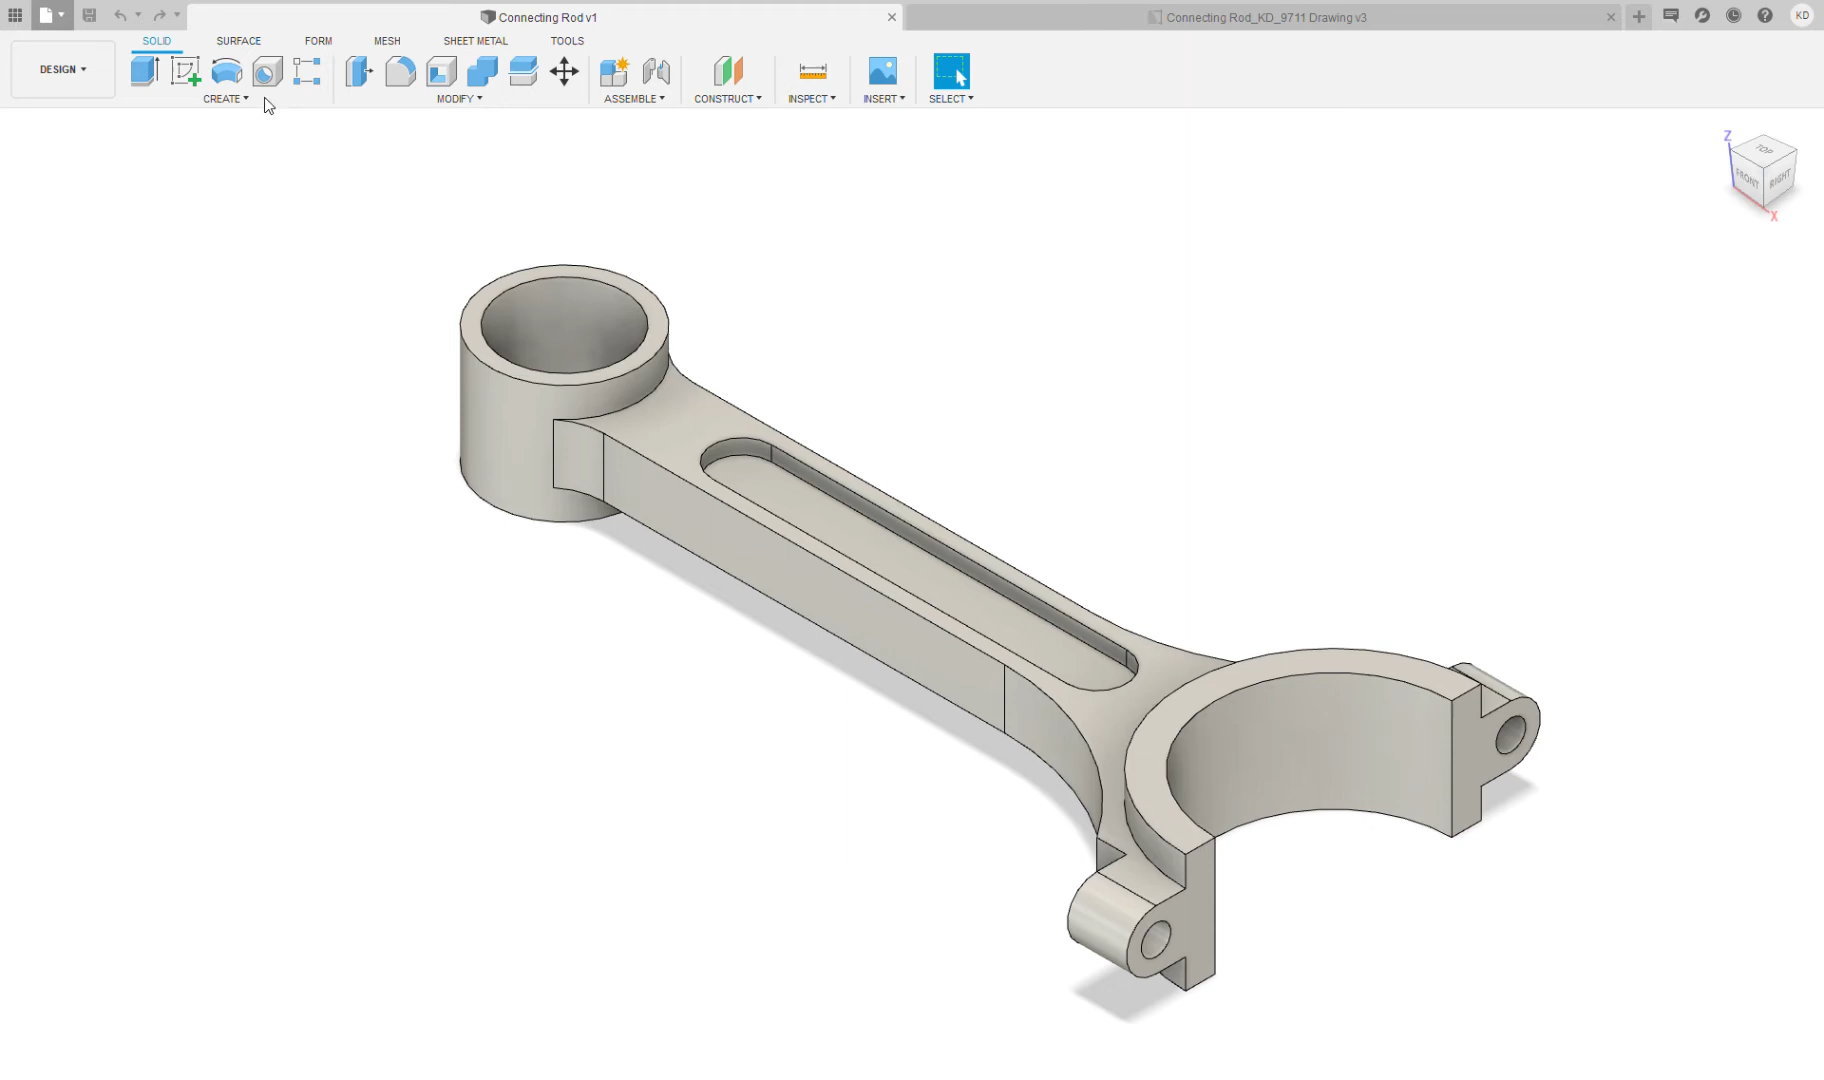 Connecting Rod v1
Connecting Rod_KD_9711 Drawing v3
KD
SOLID SURFACE FORM MESH SHEET METAL TOOLS
DESIGN
CREATE MODIFY ASSEMBLE CONSTRUCT INSPECT INSERT SELECT
Z
TOP
FRONT RIGHT
X